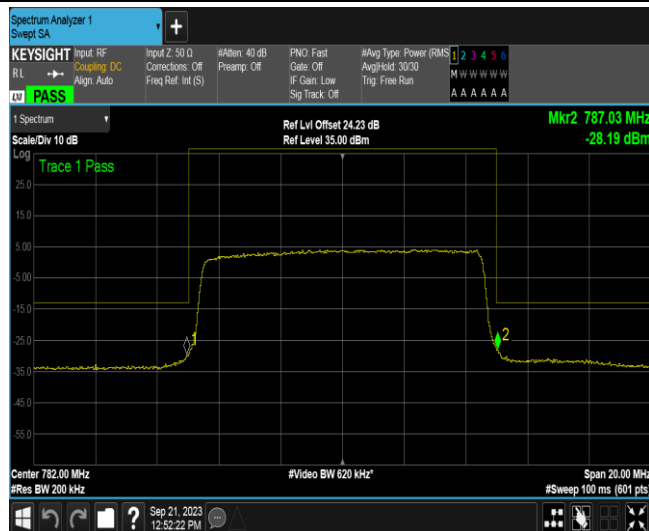 Spectrum Analyzer 1
Swept SA
+
KEYSIGHT Input: RF Input Z: 50 Ω #Atten: 40 dB PNO: Fast #Avg Type: Power (RMS 1 2 3 4 5 6
RL Coupling: DC Corrections: Off Preamp: Off Gate: Off Avg|Hold: 30/30 M W W W W W
Align: Auto Freq Ref: Int (S) IF Gain: Low Trig: Free Run
LXI PASS Sig Track: Off A A A A A A
1 Spectrum Ref Lvl Offset 24.23 dB Mkr2 787.03 MHz
Scale/Div 10 dB Ref Level 35.00 dBm -28.19 dBm
Log
Trace 1 Pass
25.0
15.0
5.00
-5.00
-15.0
-25.0
1
2
-35.0
-45.0
-55.0
Center 782.00 MHz #Video BW 620 kHz* Span 20.00 MHz
#Res BW 200 kHz #Sweep 100 ms (601 pts)
? Sep 21, 2023
12:52:22 PM